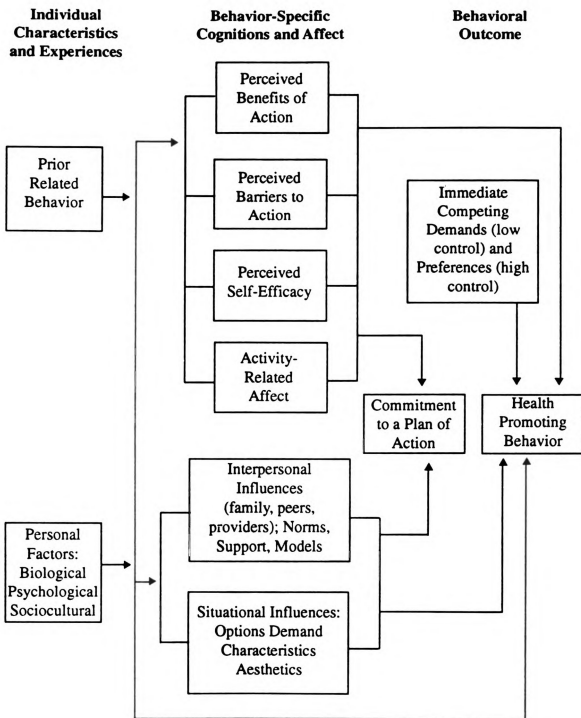 Individual
Characteristics
and Experiences
Behavior-Specific
Cognitions and Affect
Behavioral
Outcome
Perceived
Benefits of
Action
Prior
Related
Behavior
Perceived
Barriers to
Action
Immediate
Competing
Demands (low
control) and
Preferences (high
control)
Perceived
Self-Efficacy
Activity-
Related
Affect
Commitment
to a Plan of
Action
Health
Promoting
Behavior
Interpersonal
Influences
(family, peers,
providers); Norms,
Support, Models
Personal
Factors:
Biological
Psychological
Sociocultural
Situational Influences:
Options Demand
Characteristics
Aesthetics